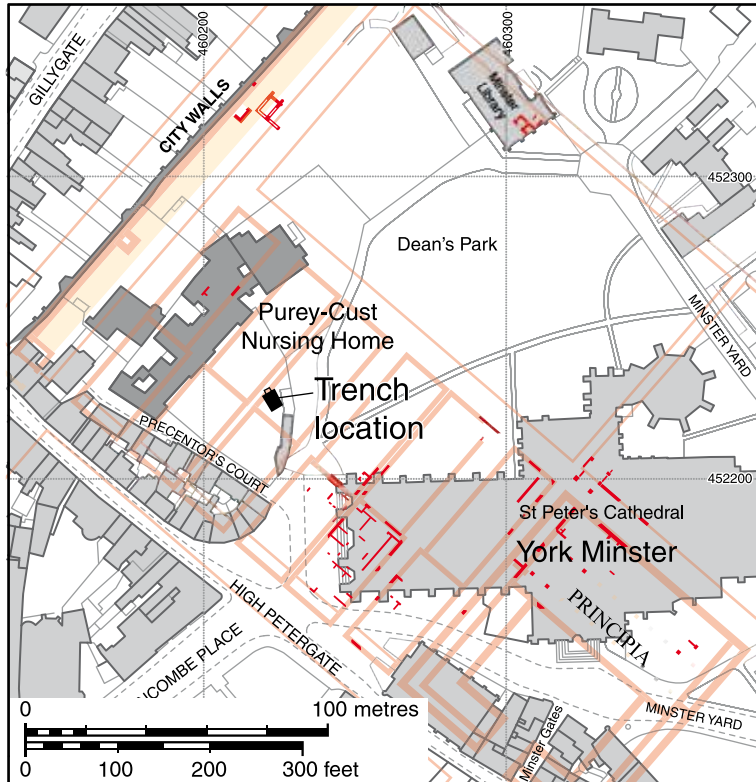 460200
460300
GILLYGATE
CITY WALLS
Minster
Library
452300
Dean's Park
Purey-Cust
Nursing Home
MINSTER YARD
Trench
location
PRECENTOR'S COURT
452200
St Peter's Cathedral
York Minster
HIGH PETERGATE
PRINCIPIA
NCOMBE PLACE
MINSTER YARD
Minster Gates
0 100 metres
0 100 200 300 feet